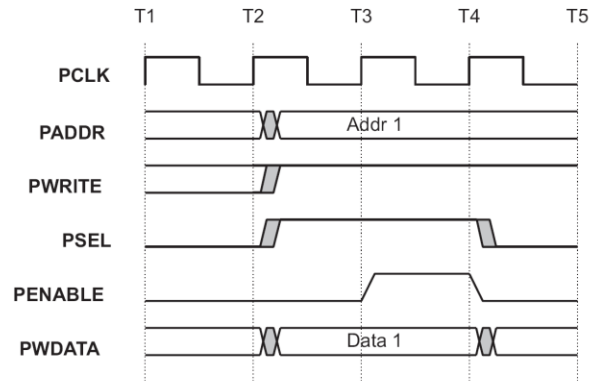 T1 T2 T3 T4 T5
PCLK
PADDR Addr 1
PWRITE
PSEL
PENABLE
PWDATA Data 1